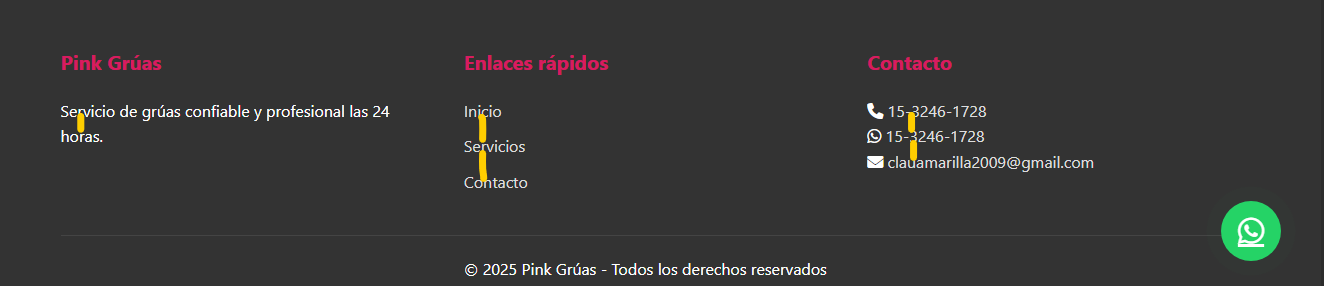 Pink Grúas
Servicio de grúas confiable y profesional las 24
horas.
Enlaces rápidos
Inicio
Servicios
Contacto
Contacto
15-3246-1728
15-3246-1728
clauamarilla2009@gmail.com
© 2025 Pink Grúas - Todos los derechos reservados